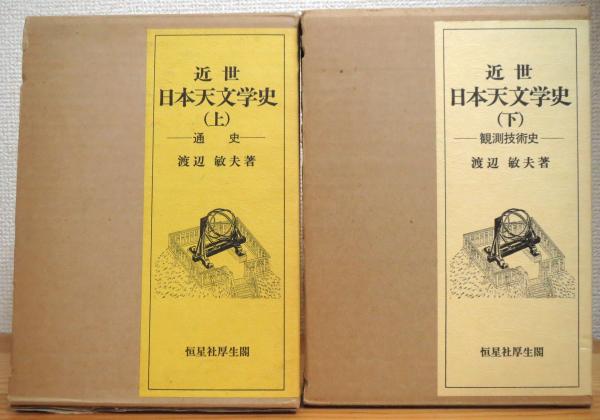 近世
日本天文学史
(上)
―通 史―
渡辺 敏夫著
恒星社厚生閣
近世
日本天文学史
(下)
―観測技術史―
渡辺 敏夫著
恒星社厚生閣